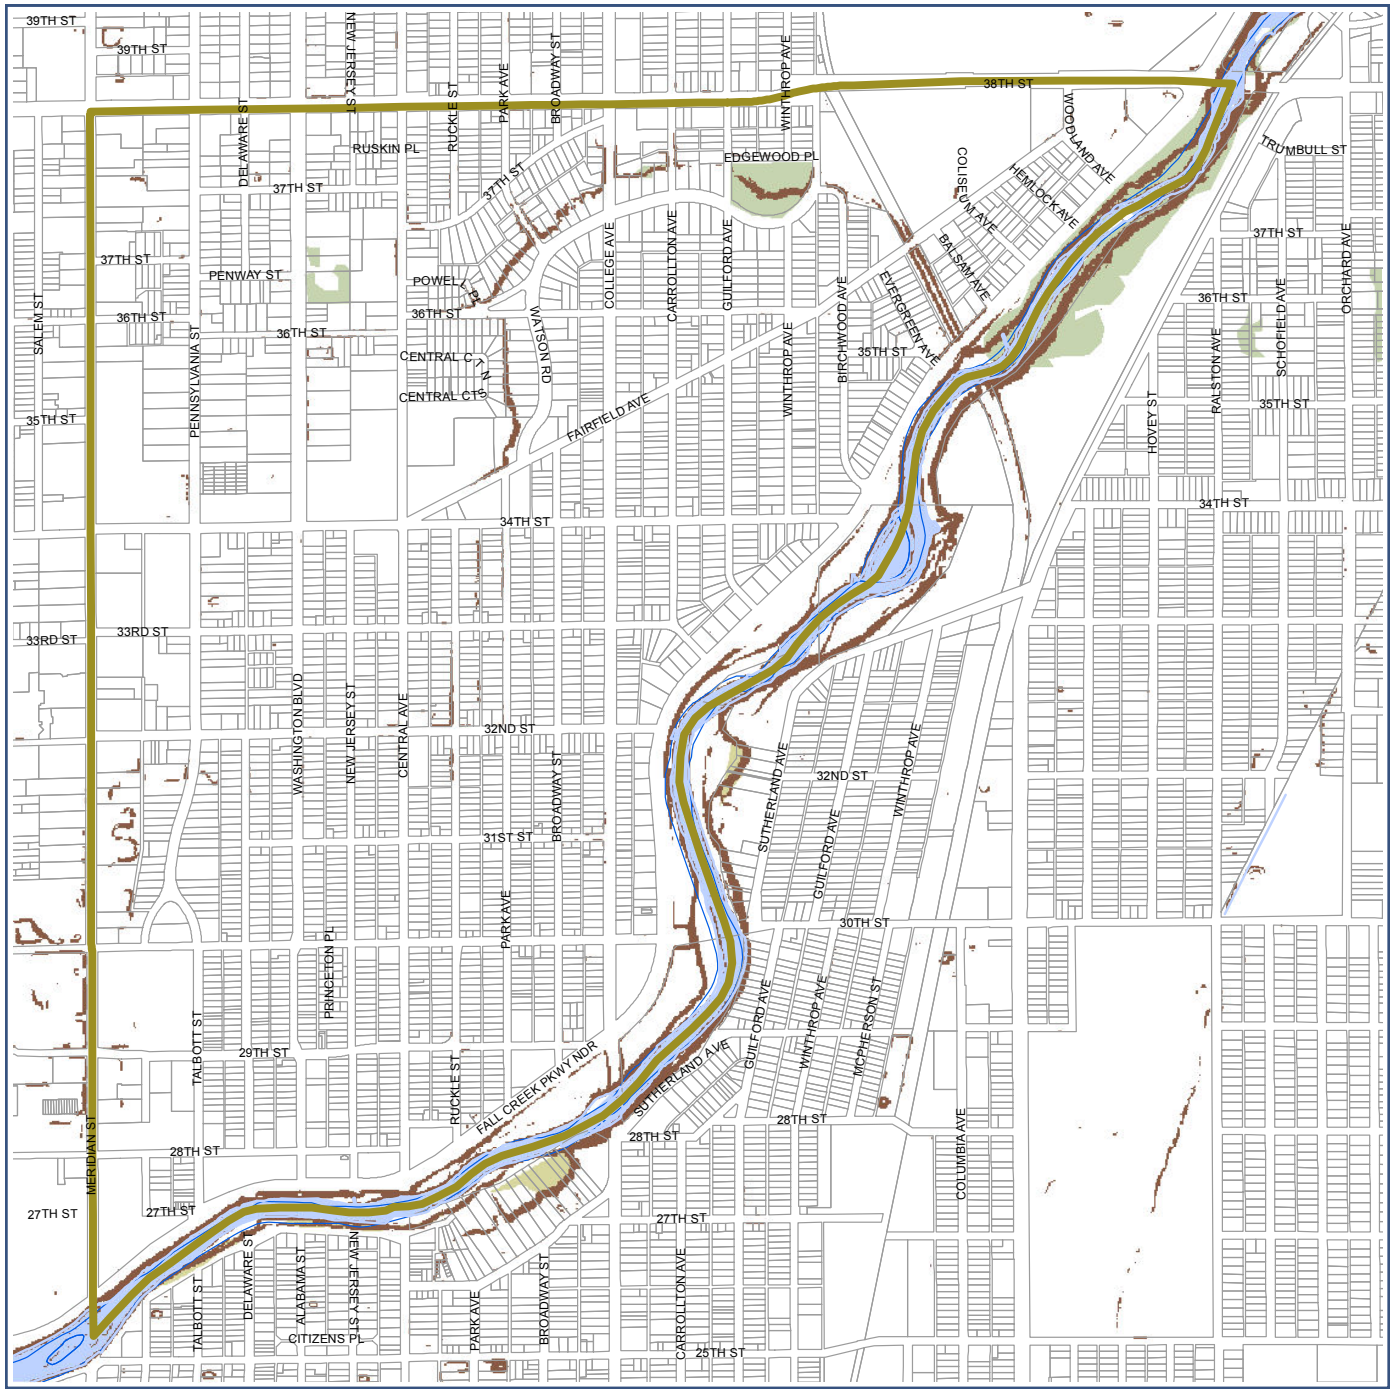 39TH ST
39TH ST
NEW JERSEY ST
BROADWAY ST
WINTHROP AVE
PARK AVE
RUCKLE ST
38TH ST
DELAWARE ST
WOODLAND AVE
RUSKIN PL
EDGEWOOD PL
TRUMBULL ST
37TH ST
37TH ST
COLISEUM AVE
HEMLOCK AVE
37TH ST
POWELL PL
PENWAY ST
COLLEGE AVE
CARROLLTON AVE
GUILFORD AVE
BALSAM AVE
37TH ST
ORCHARD AVE
36TH ST
36TH ST
36TH ST
WATSON RD
BIRCHWOOD AVE
EVERGREEN AVE
36TH ST
SCHOFIELD AVE
SALEM ST
PENNSYLVANIA ST
CENTRAL CT N
CENTRAL CTS
35TH ST
WINTHROP AVE
35TH ST
RALSTON AVE
35TH ST
HOVEY ST
FAIRFIELD AVE
34TH ST
34TH ST
33RD ST
33RD ST
WASHINGTON BLVD
NEW JERSEY ST
CENTRAL AVE
32ND ST
BROADWAY ST
SUTHERLAND AVE
32ND ST
WINTHROP AVE
31ST ST
GUILFORD AVE
PARK AVE
30TH ST
PRINCETON PL
GUILFORD AVE
WINTHROP AVE
MCPHERSON ST
TALBOTT ST
29TH ST
RUCKLE ST
FALL CREEK PKWY NDR
SUTHERLAND AVE
28TH ST
28TH ST
28TH ST
COLUMBIA AVE
MERIDIAN ST
27TH ST
27TH ST
27TH ST
TALBOTT ST
DELAWARE ST
ALABAMA ST
NEW JERSEY ST
PARK AVE
BROADWAY ST
CARROLLTON AVE
CITIZENS PL
25TH ST